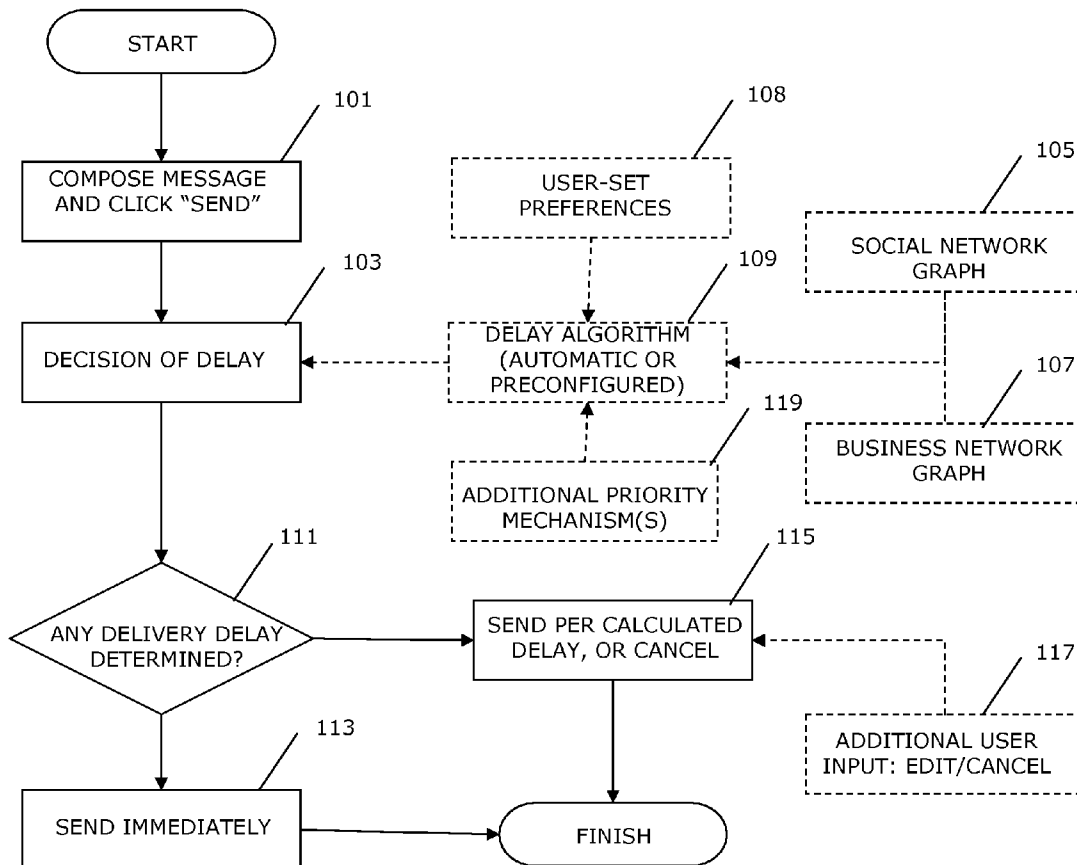 START
101
COMPOSE MESSAGE
AND CLICK “SEND”
108
USER-SET
PREFERENCES
105
SOCIAL NETWORK
GRAPH
103
DECISION OF DELAY
109
DELAY ALGORITHM
(AUTOMATIC OR
PRECONFIGURED)
107
BUSINESS NETWORK
GRAPH
119
ADDITIONAL PRIORITY
MECHANISM(S)
111
ANY DELIVERY DELAY
DETERMINED?
115
SEND PER CALCULATED
DELAY, OR CANCEL
117
ADDITIONAL USER
INPUT: EDIT/CANCEL
113
SEND IMMEDIATELY
FINISH